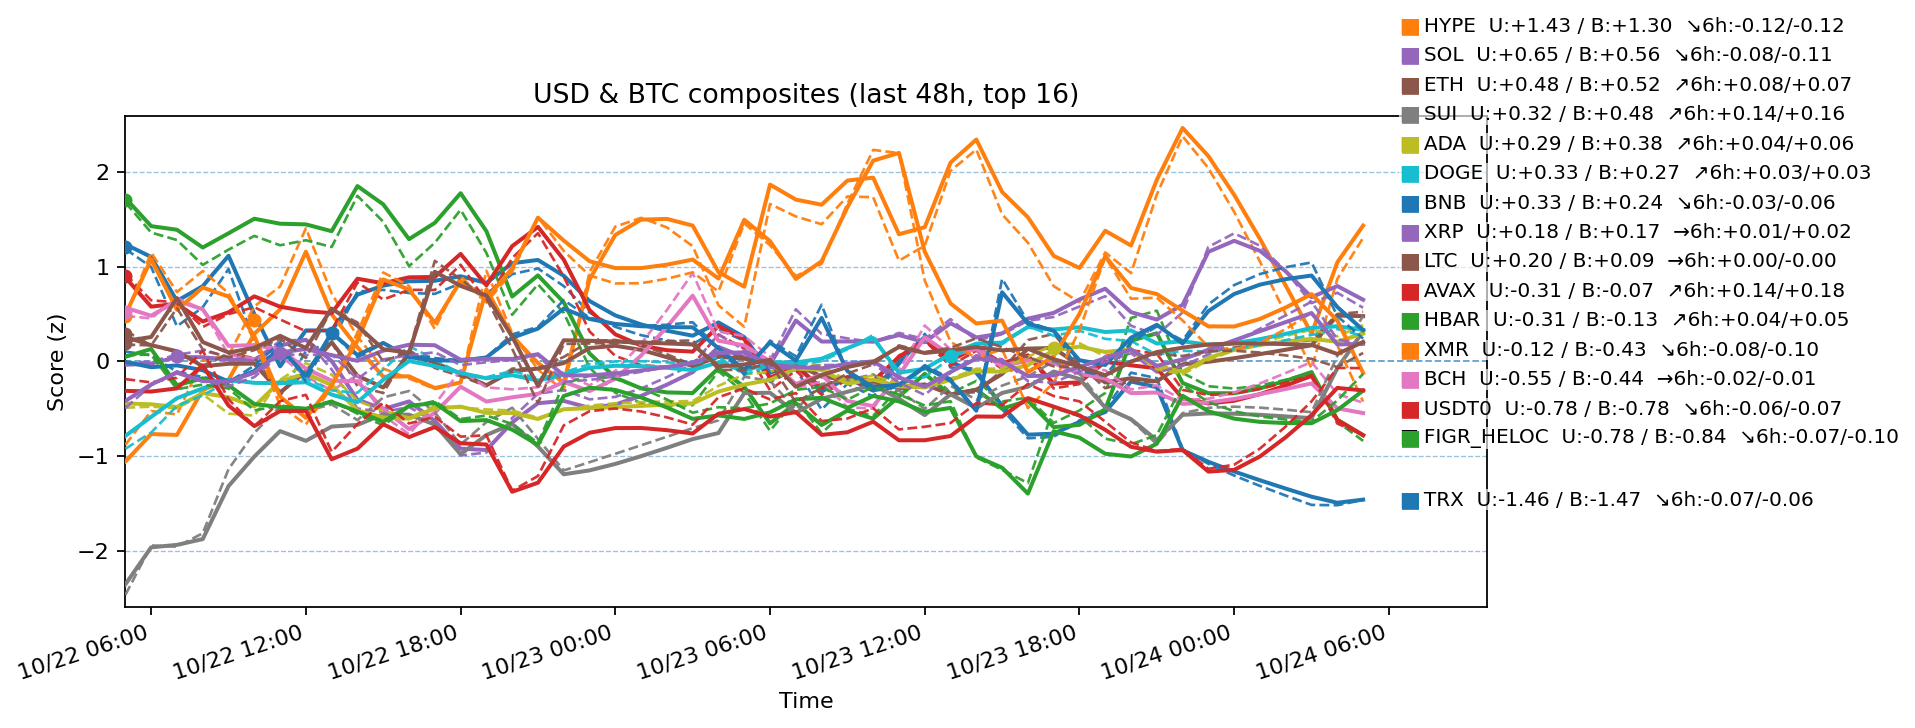 HYPE  U:+1.43 / B:+1.30  ↘6h:-0.12/-0.12
SOL  U:+0.65 / B:+0.56  ↘6h:-0.08/-0.11
ETH  U:+0.48 / B:+0.52  ↗6h:+0.08/+0.07
SUI  U:+0.32 / B:+0.48  ↗6h:+0.14/+0.16
ADA  U:+0.29 / B:+0.38  ↗6h:+0.04/+0.06
DOGE  U:+0.33 / B:+0.27  ↗6h:+0.03/+0.03
BNB  U:+0.33 / B:+0.24  ↘6h:-0.03/-0.06
XRP  U:+0.18 / B:+0.17  →6h:+0.01/+0.02
LTC  U:+0.20 / B:+0.09  →6h:+0.00/-0.00
AVAX  U:-0.31 / B:-0.07  ↗6h:+0.14/+0.18
HBAR  U:-0.31 / B:-0.13  ↗6h:+0.04/+0.05
XMR  U:-0.12 / B:-0.43  ↘6h:-0.08/-0.10
BCH  U:-0.55 / B:-0.44  →6h:-0.02/-0.01
USDT0  U:-0.78 / B:-0.78  ↘6h:-0.06/-0.07
FIGR_HELOC  U:-0.78 / B:-0.84  ↘6h:-0.07/-0.10
TRX  U:-1.46 / B:-1.47  ↘6h:-0.07/-0.06
USD & BTC composites (last 48h, top 16)
Score (z)
2
1
0
−1
−2
10/22 06:00
10/22 12:00
10/22 18:00
10/23 00:00
10/23 06:00
10/23 12:00
10/23 18:00
10/24 00:00
10/24 06:00
Time